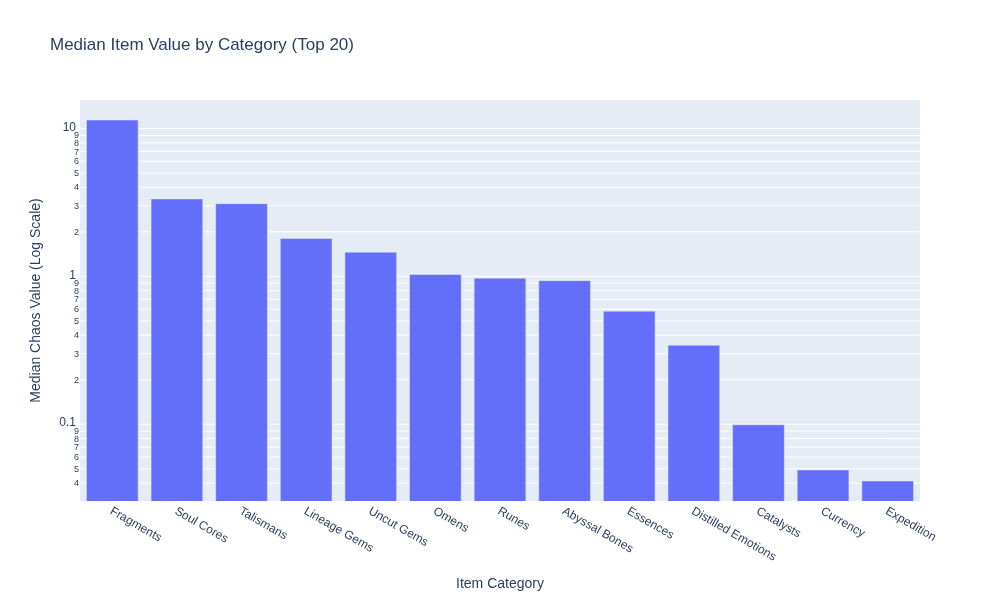 Median Item Value by Category (Top 20)
Median Chaos Value (Log Scale)
10
9
8
7
6
5
4
3
2
1
9
8
7
6
5
4
3
2
0.1
9
8
7
6
5
4
Fragments
Soul Cores
Talismans
Lineage Gems
Uncut Gems
Omens
Runes
Abyssal Bones
Essences
Distilled Emotions
Catalysts
Currency
Expedition
Item Category